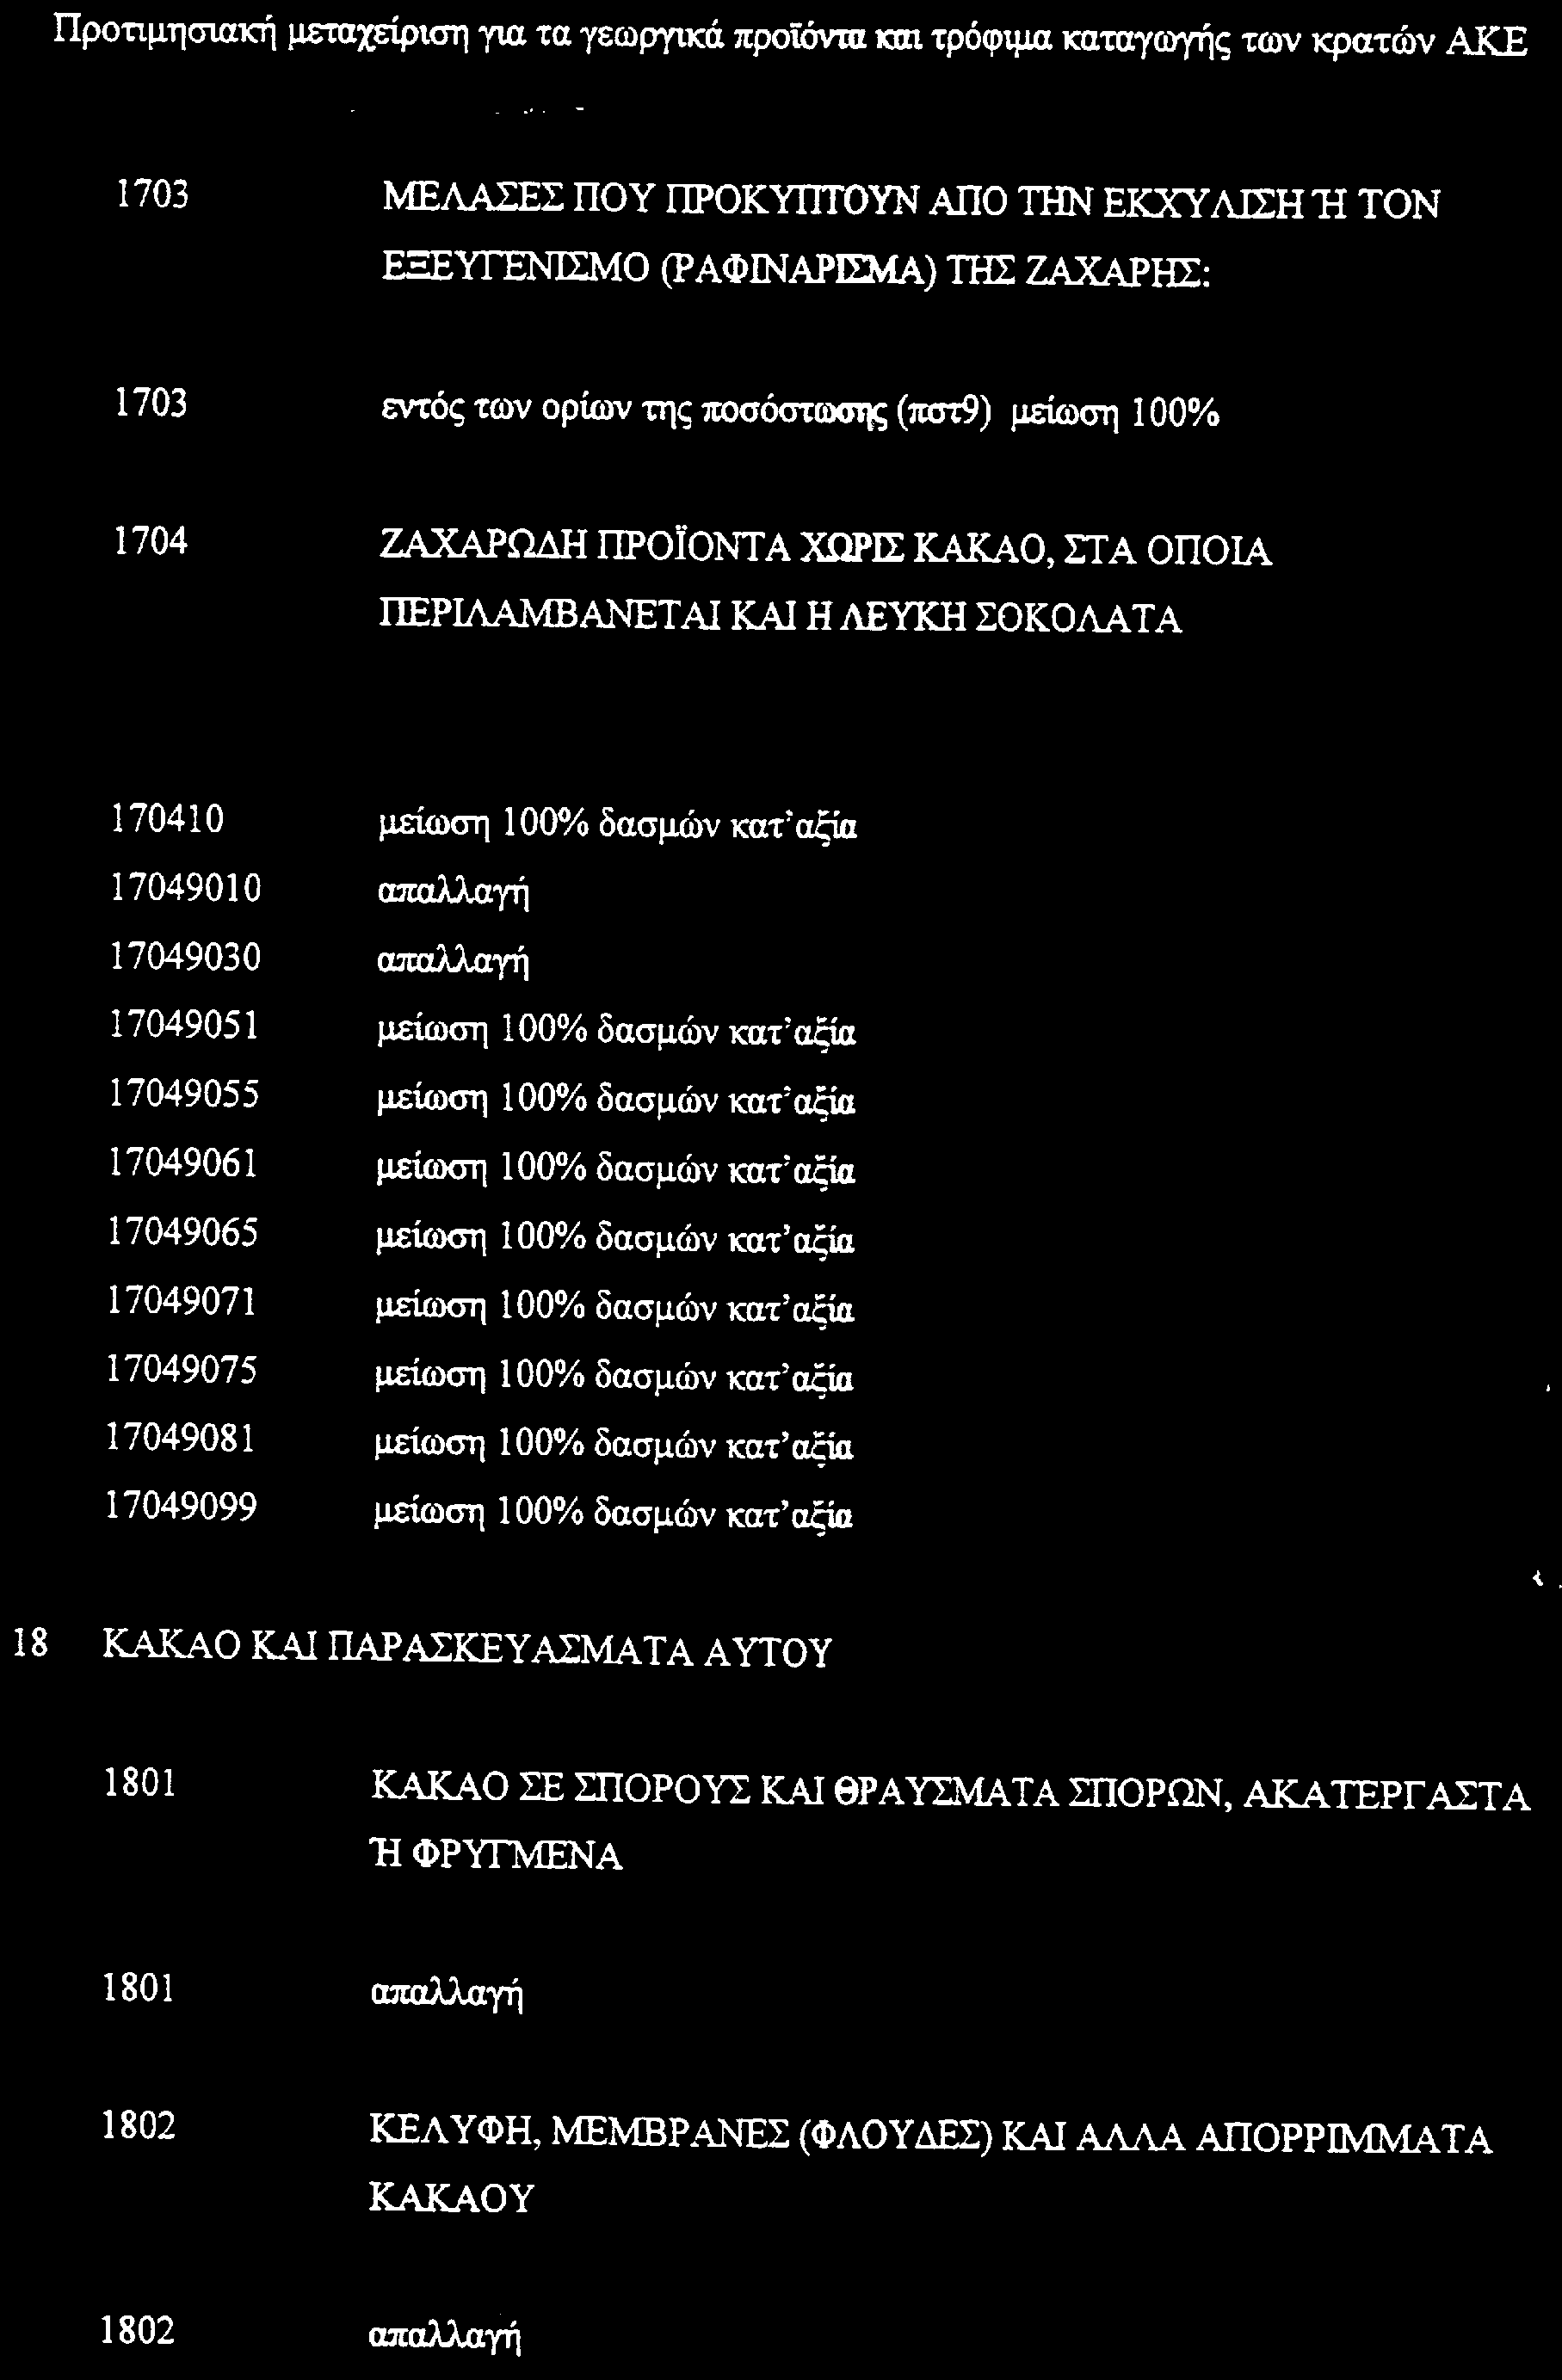 Προτιμησιακή μεταχείριση για τα γεωργικά προϊόντα και τρόφιμα καταγωγής των κρατών ΑΚΕ
1703 ΜΕΛΑΣΕΣ ΠΟΥ ΠΡΟΚΥΠΤΟΥΝ ΑΠΟ ΤΗΝ ΕΚΧΥΛΙΣΗ Ή ΤΟΝ
ΕΞΕΥΓΕΝΙΣΜΟ (ΡΑΦΙΝΑΡΙΣΜΑ) ΤΗΣ ΖΑΧΑΡΗΣ:
1703 εντός των ορίων της ποσόστωσης (ποτ9) μείωση 100%
1704 ΖΑΧΑΡΩΔΗ ΠΡΟΪΟΝΤΑ ΧΩΡΙΣ ΚΑΚΑΟ, ΣΤΑ ΟΠΟΙΑ
ΠΕΡΙΛΑΜΒΑΝΕΤΑΙ ΚΑΙ Η ΛΕΥΚΗ ΣΟΚΟΛΑΤΑ
170410 μείωση 100% δασμών κατ'αξία
17049010 απαλλαγή
17049030 απαλλαγή
17049051 μείωση 100% δασμών κατ'αξία
17049055 μείωση 100% δασμών κατ'αξία
17049061 μείωση 100% δασμών κατ'αξία
17049065 μείωση 100% δασμών κατ'αξία
17049071 μείωση 100% δασμών κατ'αξία
17049075 μείωση 100% δασμών κατ'αξία
17049081 μείωση 100% δασμών κατ'αξία
17049099 μείωση 100% δασμών κατ'αξία
18 ΚΑΚΑΟ ΚΑΙ ΠΑΡΑΣΚΕΥΑΣΜΑΤΑ ΑΥΤΟΥ
1801 ΚΑΚΑΟ ΣΕ ΣΠΟΡΟΥΣ ΚΑΙ ΘΡΑΥΣΜΑΤΑ ΣΠΟΡΩΝ, ΑΚΑΤΕΡΓΑΣΤΑ
Ή ΦΡΥΓΜΕΝΑ
1801 απαλλαγή
1802 ΚΕΛΥΦΗ, ΜΕΜΒΡΑΝΕΣ (ΦΛΟΥΔΕΣ) ΚΑΙ ΑΛΛΑ ΑΠΟΡΡΙΜΜΑΤΑ
ΚΑΚΑΟΥ
1802 απαλλαγή